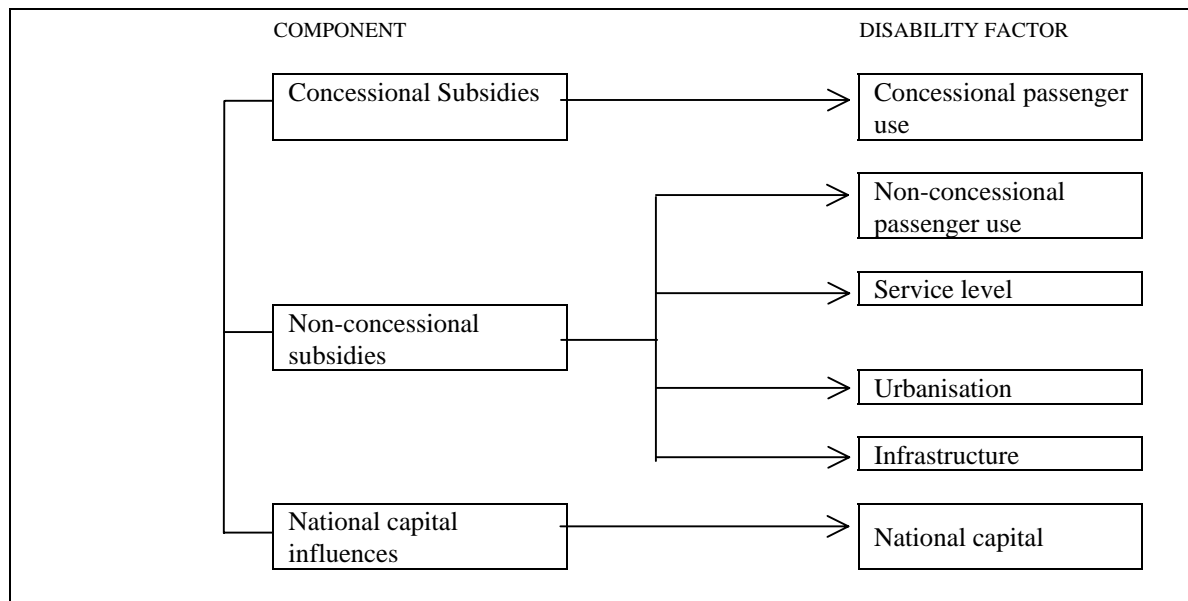 COMPONENT
DISABILITY FACTOR
Concessional Subsidies
Concessional passenger
use
Non-concessional
passenger use
Service level
Non-concessional
subsidies
Urbanisation
Infrastructure
National capital
influences
National capital